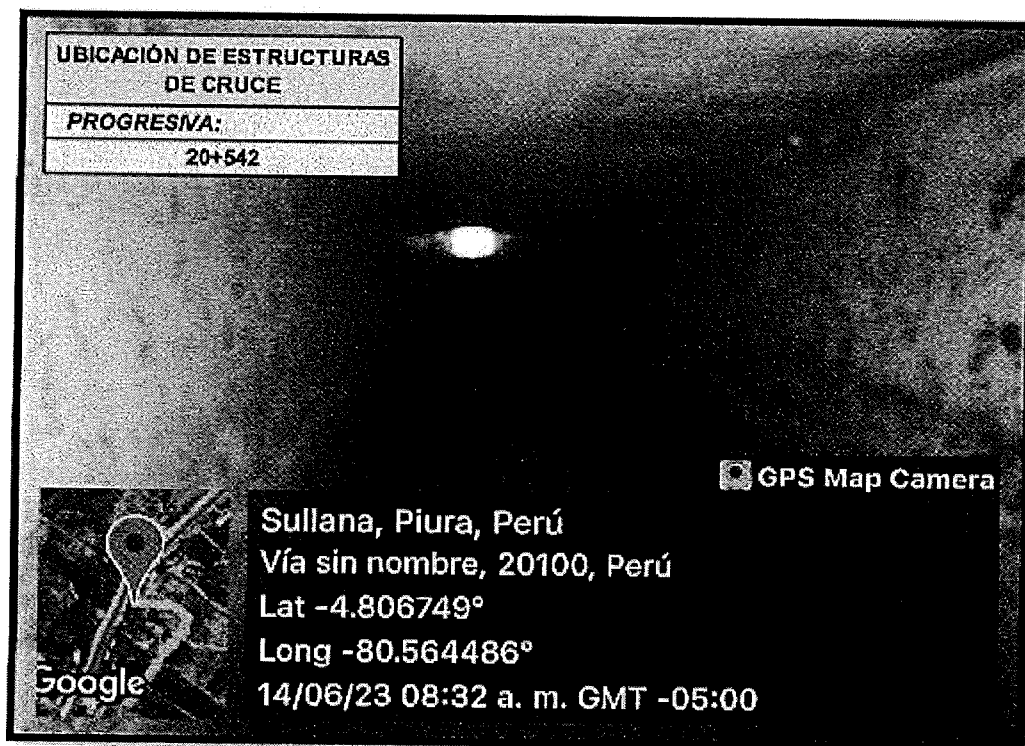 UBICACIÓN DE ESTRUCTURAS
DE CRUCE
PROGRESIVA:
20+542
GPS Map Camera
Sullana, Piura, Perú
Vía sin nombre, 20100, Perú
Lat -4.806749°
Long -80.564486°
14/06/23 08:32 a. m. GMT -05:00
Google